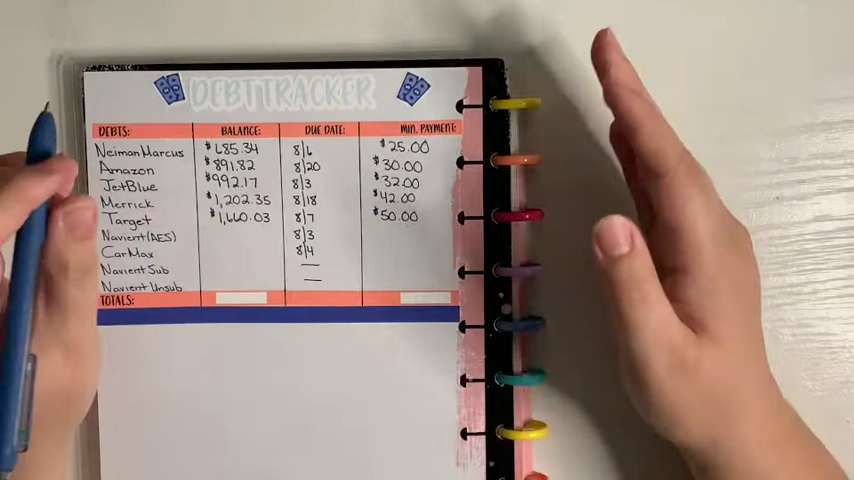 DEBT TRACKER
DEBTS: BALANCE: DUE DATE: MIN. PAYMENT:
Neiman Marcus $685.34 8/6 $25.00
Amazon $891.82 8/20 $30.00
JetBlue $992.17 8/3 $32.00
Merrick $1,202.35 8/18 $42.00
Target $1,660.03 8/7 $50.00
Navient (AES) 8/3
CarMax 8/4
Navient Sub —
Navient Unsub —
TOTALS: